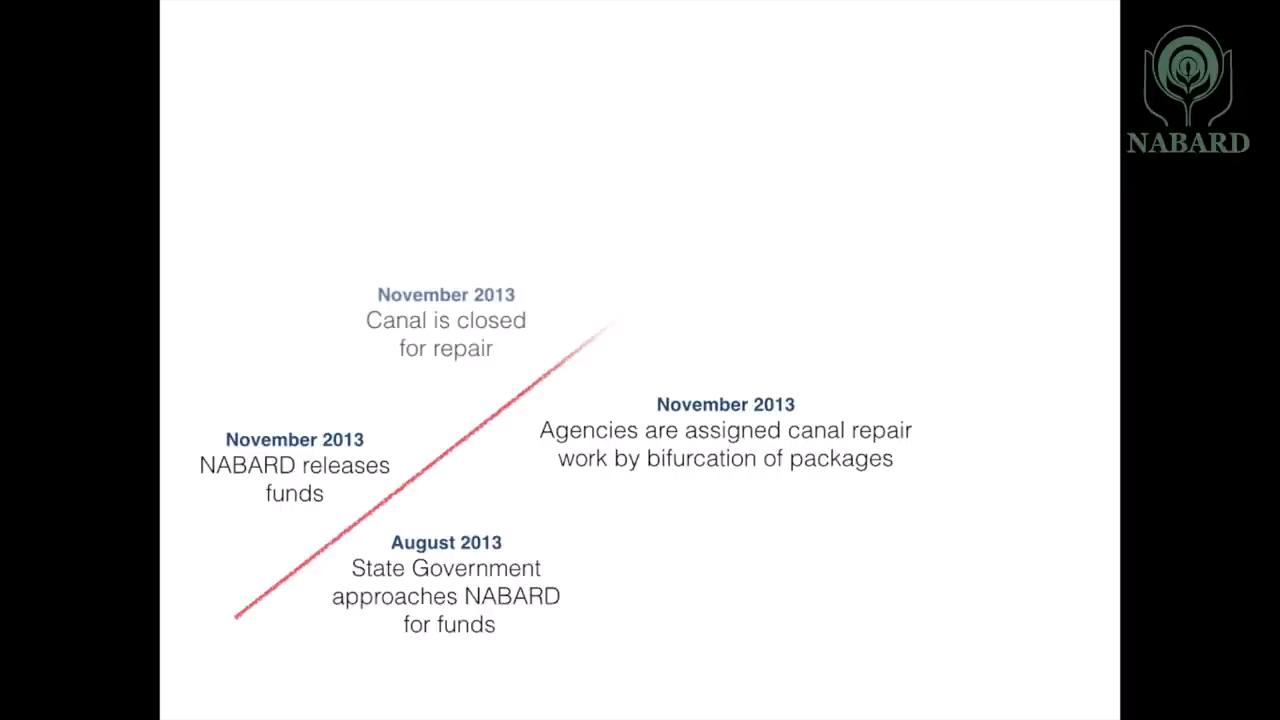 NABARD
November 2013
Canal is closed
for repair
November 2013
Agencies are assigned canal repair
work by bifurcation of packages
November 2013
NABARD releases
funds
August 2013
State Government
approaches NABARD
for funds